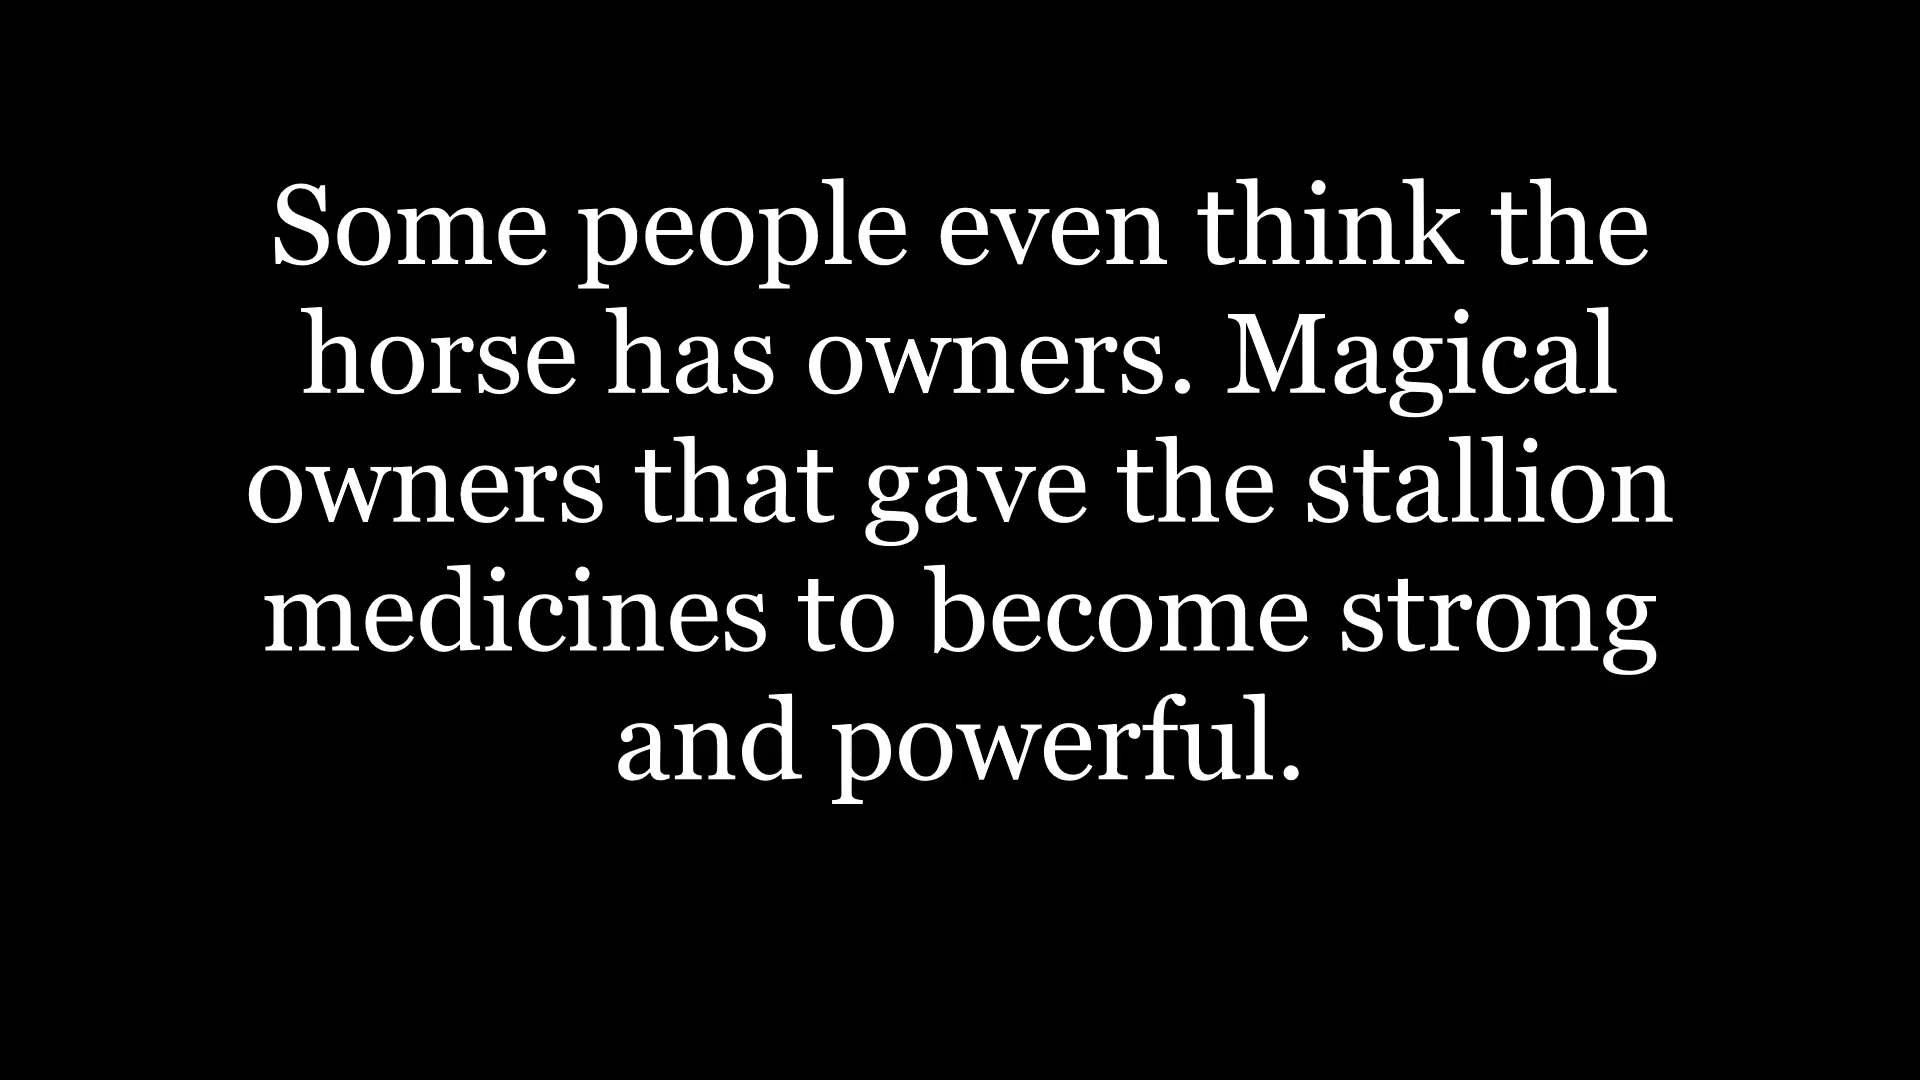 Some people even think the
horse has owners. Magical
owners that gave the stallion
medicines to become strong
and powerful.